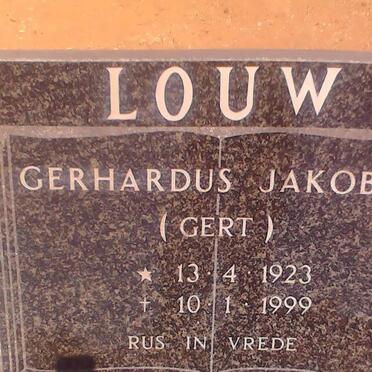 LOUW
GERHARDUS JAKOB
( GERT )
★ 13·4·1923
† 10·1·1999
RUS IN VREDE